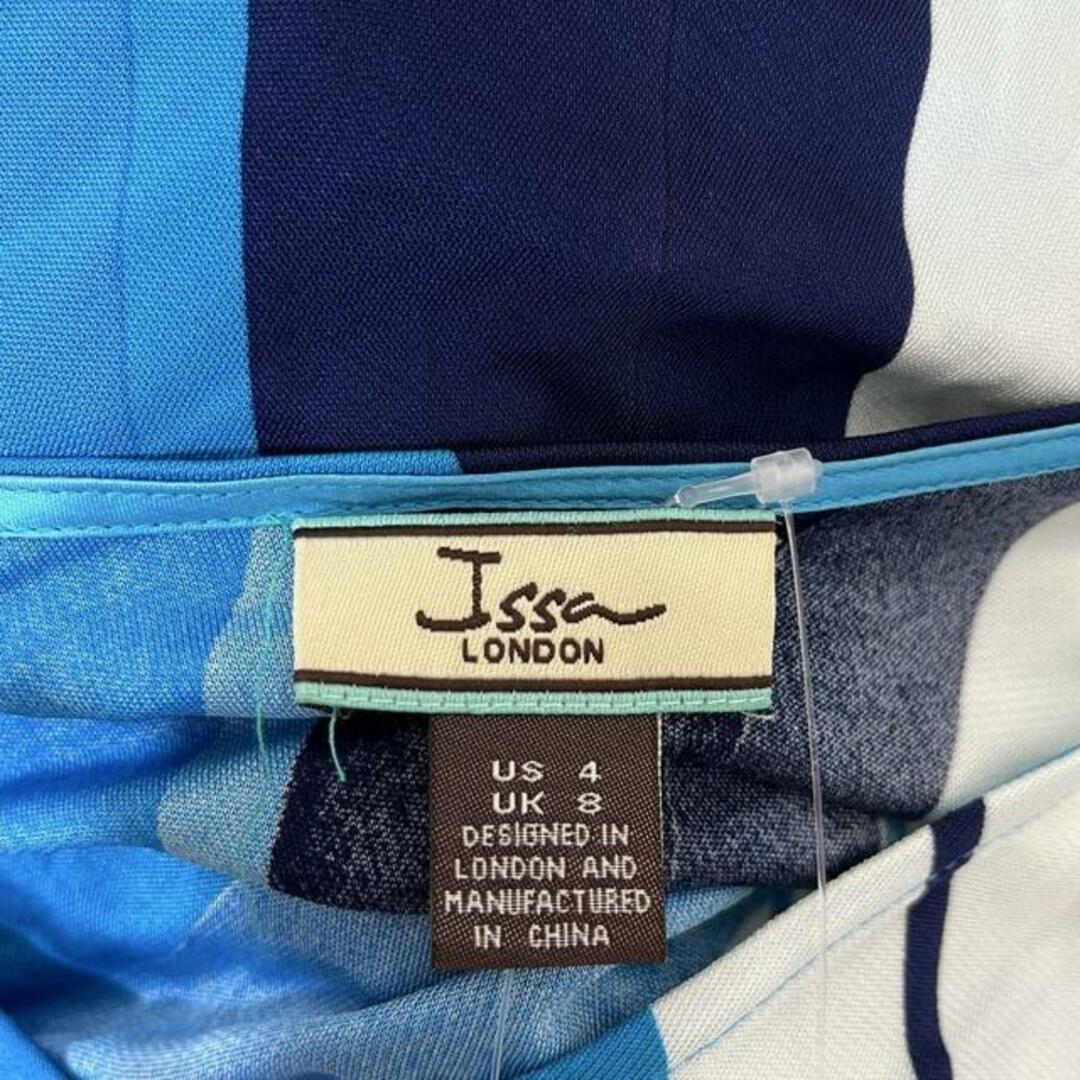 Issa
LONDON
US 4
UK 8
DESIGNED IN
LONDON AND
MANUFACTURED
IN CHINA